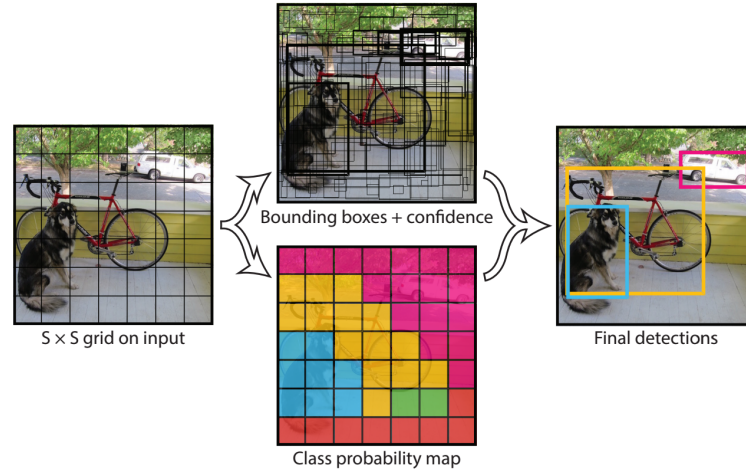 Bounding boxes + confidence
S × S grid on input
Final detections
Class probability map